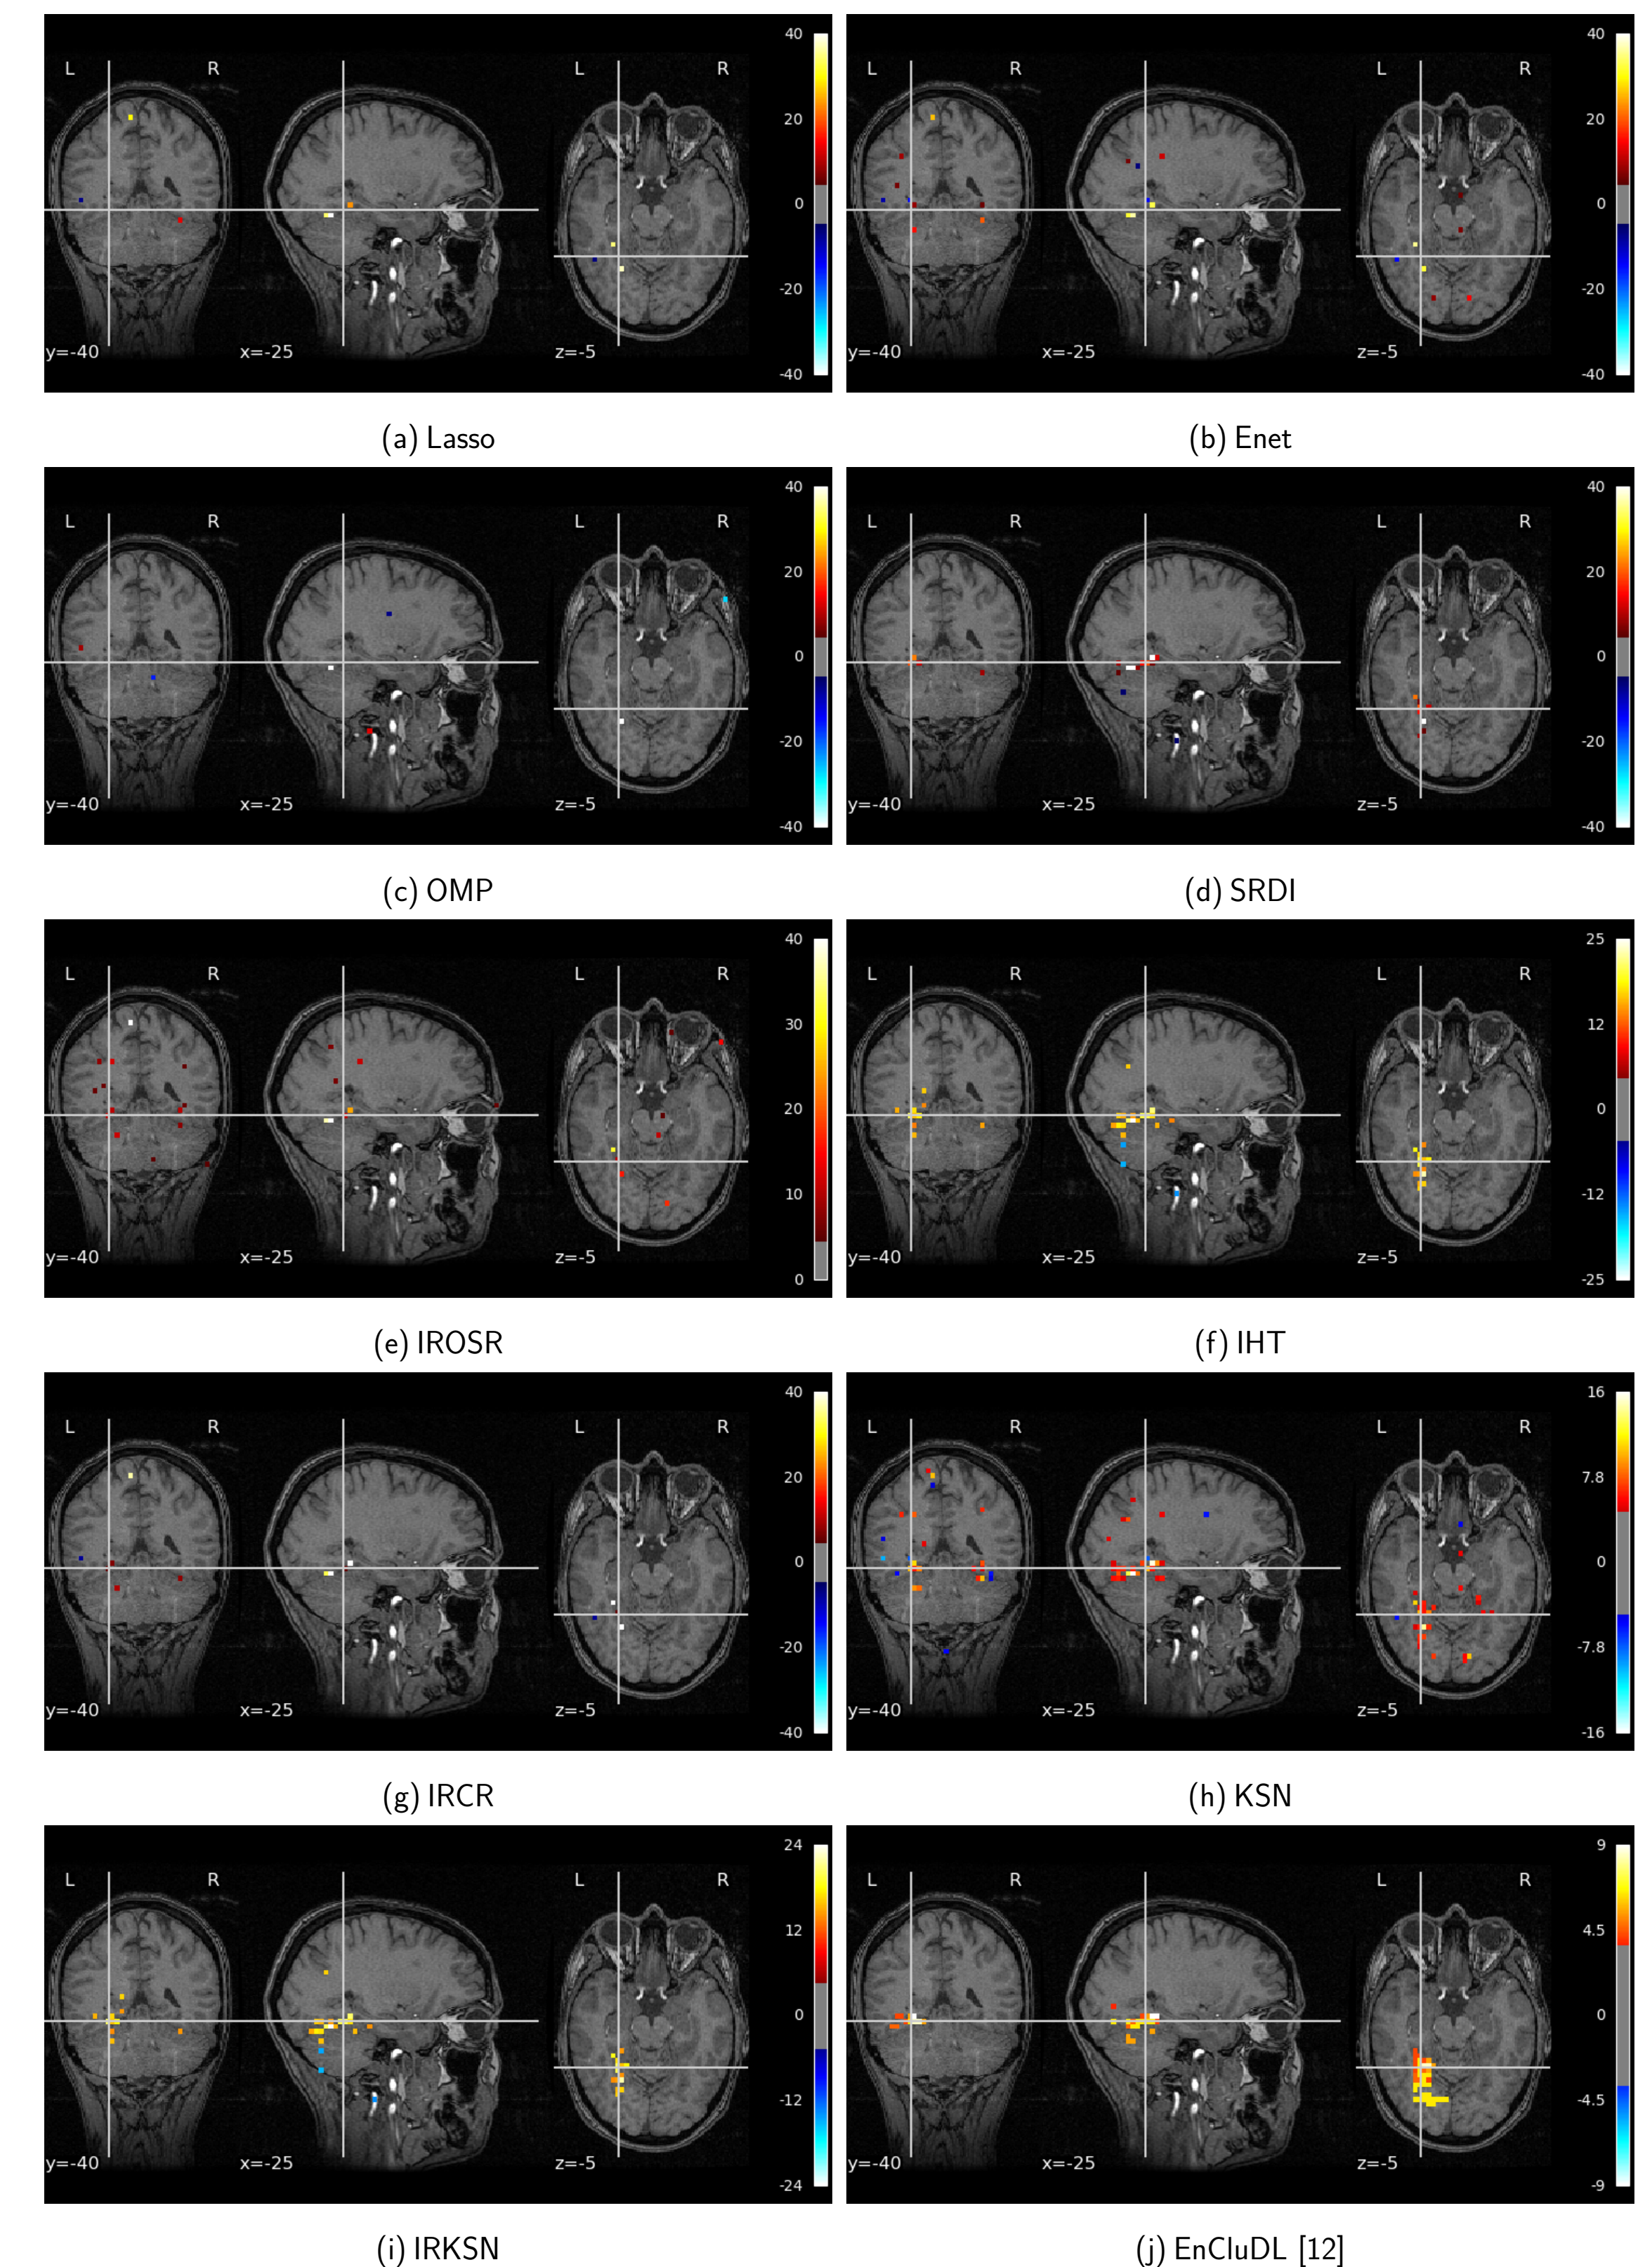 L R L R 40
20
0
-20
-40
y=-40 x=-25 z=-5
(a) Lasso
L R L R 40
20
0
-20
-40
y=-40 x=-25 z=-5
(b) Enet
L R L R 40
20
0
-20
-40
y=-40 x=-25 z=-5
(c) OMP
L R L R 40
20
0
-20
-40
y=-40 x=-25 z=-5
(d) SRDI
L R L R 40
30
20
10
0
y=-40 x=-25 z=-5
(e) IROSR
L R L R 25
12
0
-12
-25
y=-40 x=-25 z=-5
(f) IHT
L R L R 40
20
0
-20
-40
y=-40 x=-25 z=-5
(g) IRCR
L R L R 16
7.8
0
-7.8
-16
y=-40 x=-25 z=-5
(h) KSN
L R L R 24
12
0
-12
-24
y=-40 x=-25 z=-5
(i) IRKSN
L R L R 9
4.5
0
-4.5
-9
y=-40 x=-25 z=-5
(j) EnCluDL [12]